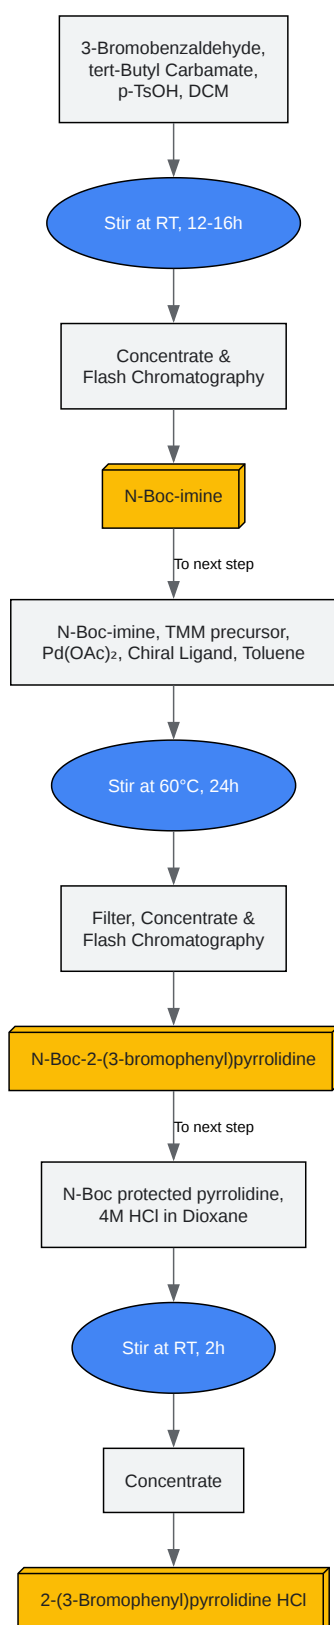 3-Bromobenzaldehyde,
tert-Butyl Carbamate,
p-TsOH, DCM
Stir at RT, 12-16h
Concentrate &
Flash Chromatography
N-Boc-imine
To next step
N-Boc-imine, TMM precursor,
Pd(OAc)₂, Chiral Ligand, Toluene
Stir at 60°C, 24h
Filter, Concentrate &
Flash Chromatography
N-Boc-2-(3-bromophenyl)pyrrolidine
To next step
N-Boc protected pyrrolidine,
4M HCl in Dioxane
Stir at RT, 2h
Concentrate
2-(3-Bromophenyl)pyrrolidine HCl